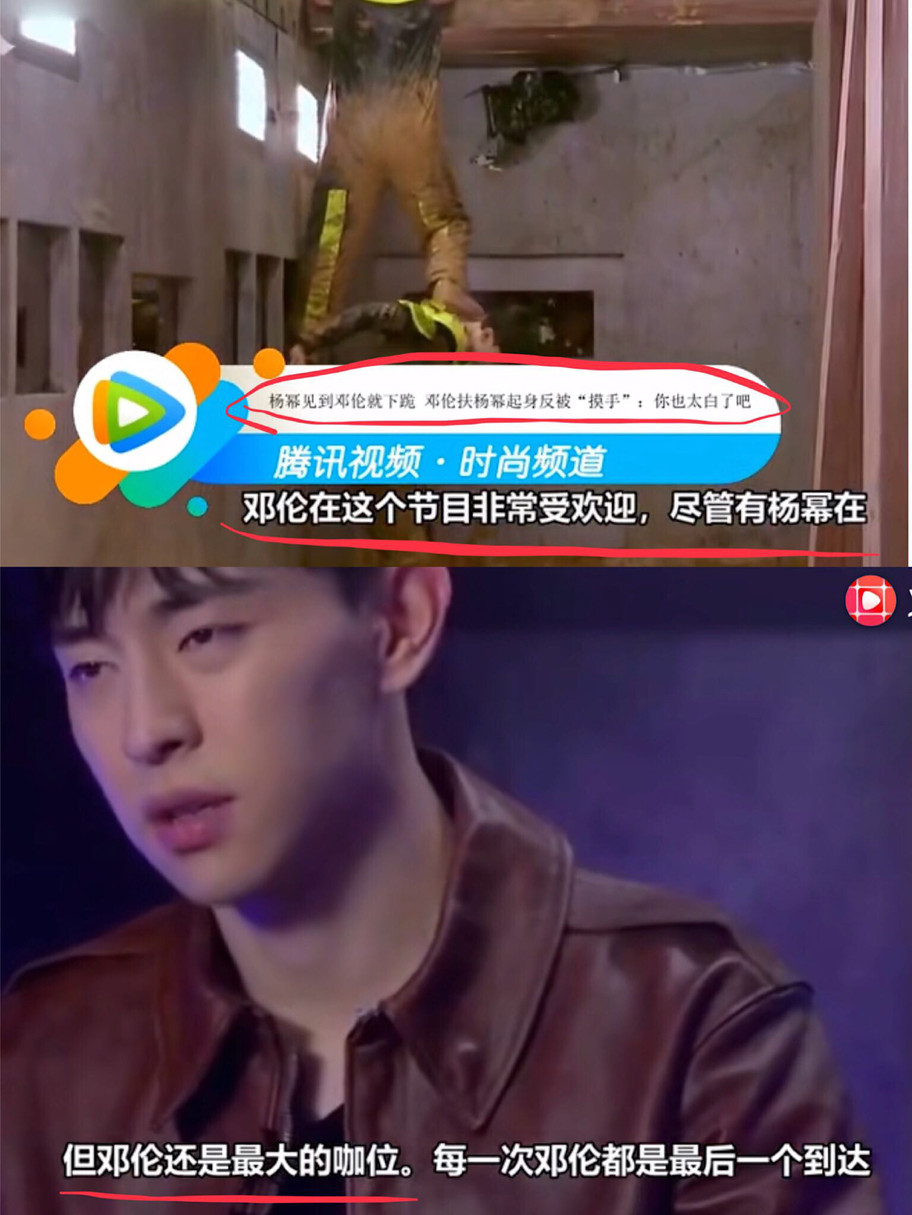 杨幂见到邓伦就下跪 邓伦扶杨幂起身反被“摸手”：你也太白了吧
腾讯视频·时尚频道
邓伦在这个节目非常受欢迎，尽管有杨幂在
但邓伦还是最大的咖位。每一次邓伦都是最后一个到达